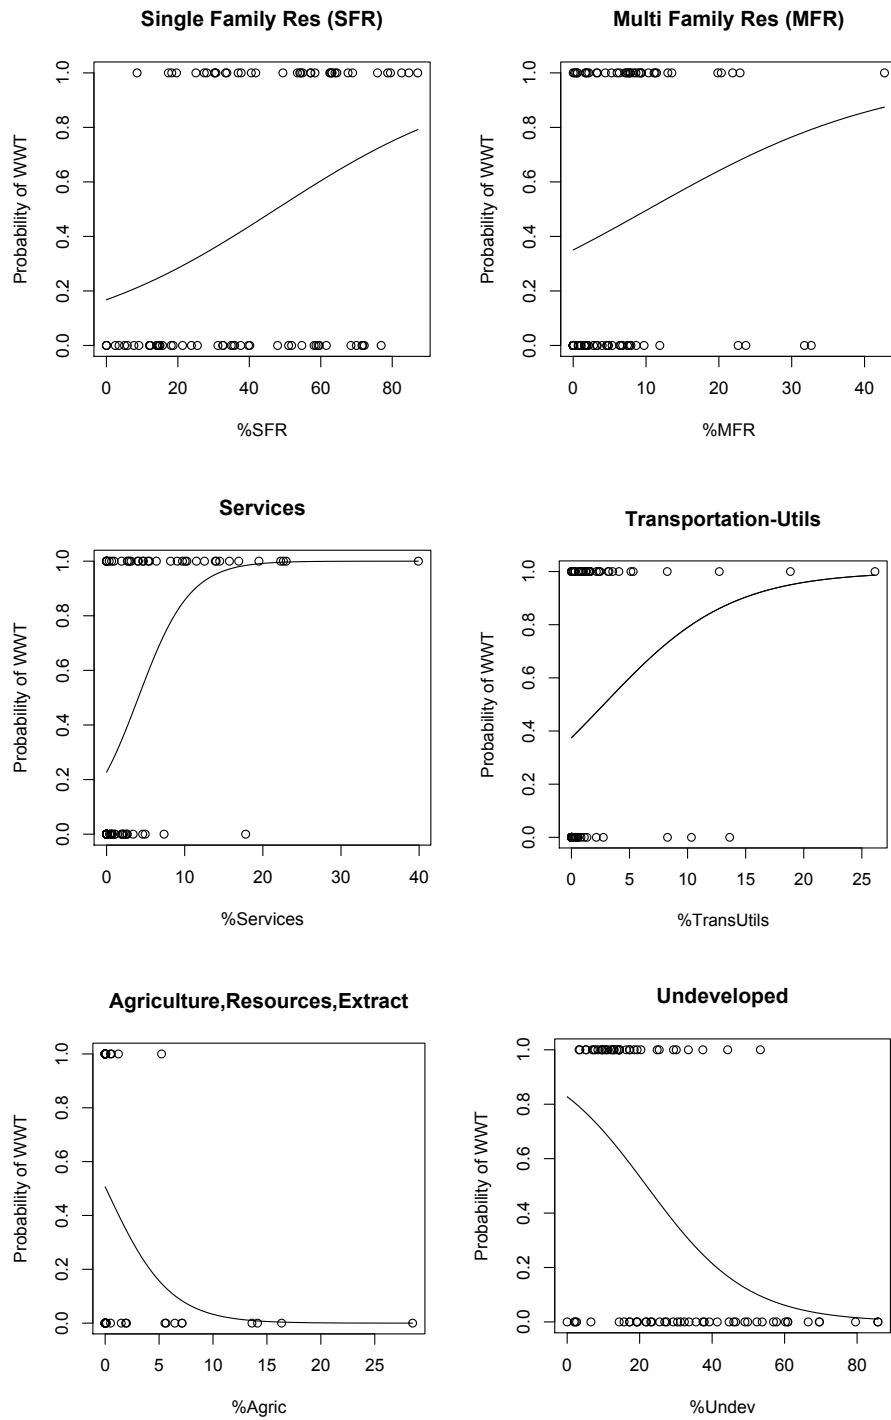 Single Family Res (SFR)
Probability of WWT
0.0 0.2 0.4 0.6 0.8 1.0
0 20 40 60 80
%SFR
Multi Family Res (MFR)
Probability of WWT
0.0 0.2 0.4 0.6 0.8 1.0
0 10 20 30 40
%MFR
Services
Probability of WWT
0.0 0.2 0.4 0.6 0.8 1.0
0 10 20 30 40
%Services
Transportation-Utils
Probability of WWT
0.0 0.2 0.4 0.6 0.8 1.0
0 5 10 15 20 25
%TransUtils
Agriculture,Resources,Extract
Probability of WWT
0.0 0.2 0.4 0.6 0.8 1.0
0 5 10 15 20 25
%Agric
Undeveloped
Probability of WWT
0.0 0.2 0.4 0.6 0.8 1.0
0 20 40 60 80
%Undev